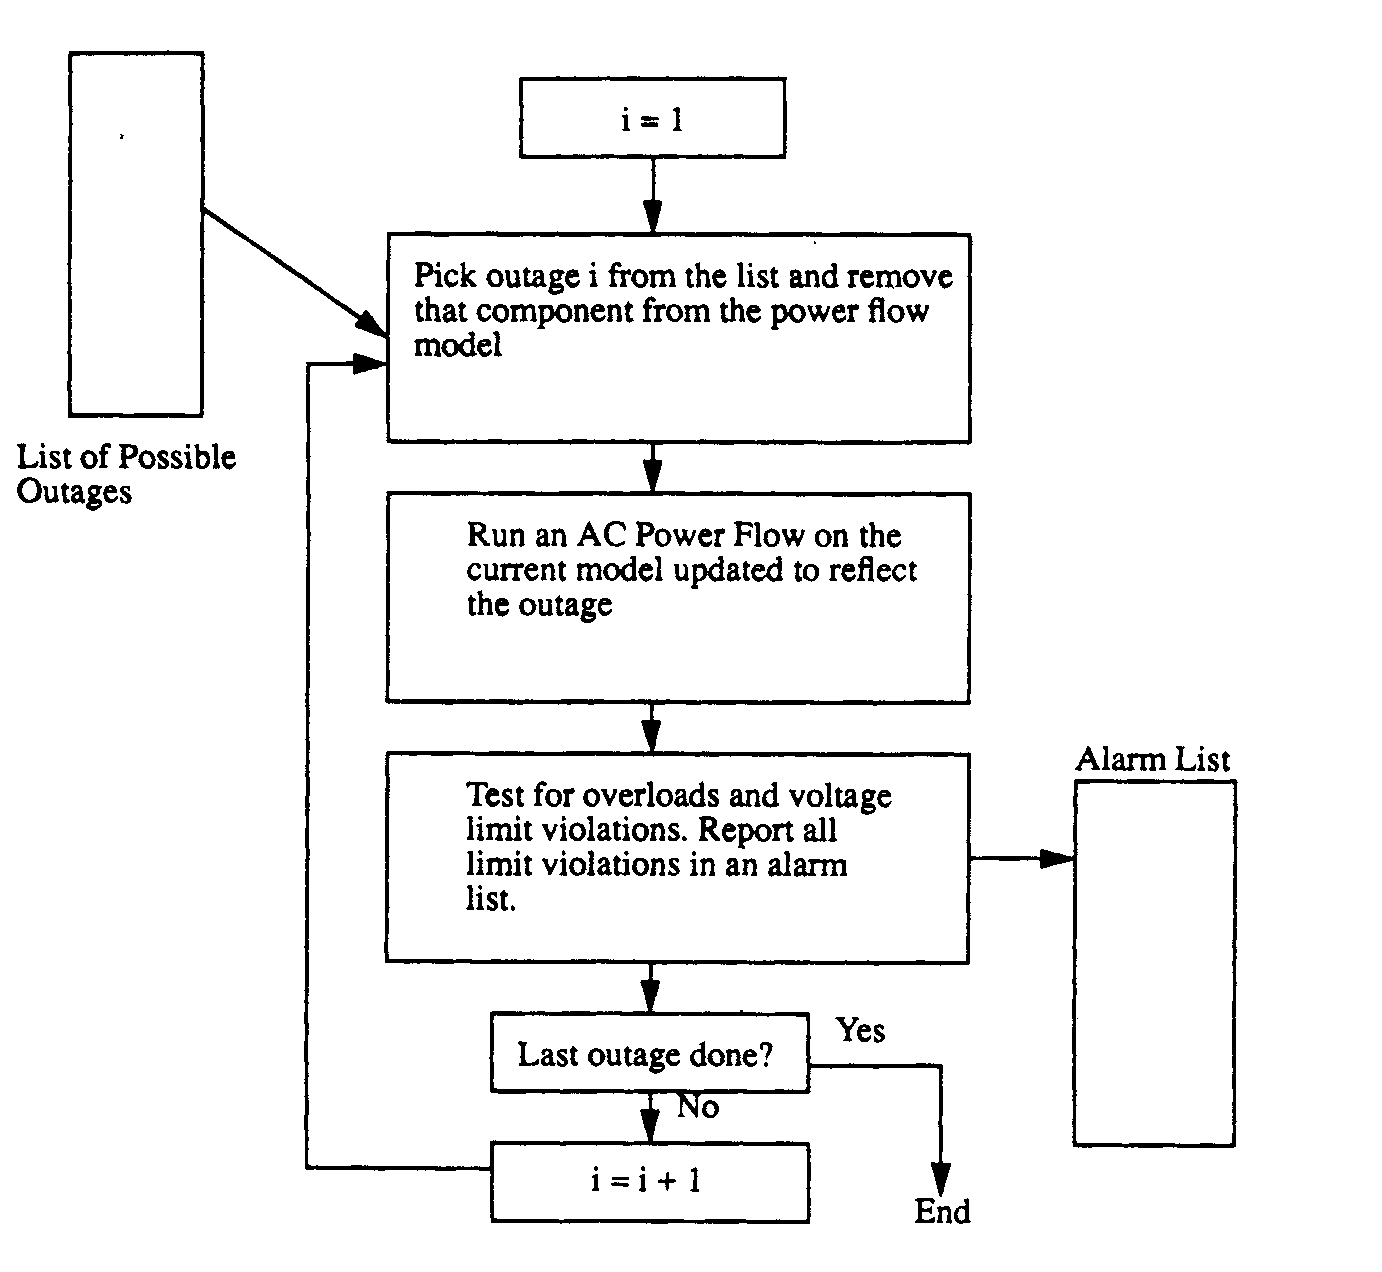 i = 1
Pick outage i from the list and remove
that component from the power flow
model
List of Possible
Outages
Run an AC Power Flow on the
current model updated to reflect
the outage
Alarm List
Test for overloads and voltage
limit violations. Report all
limit violations in an alarm
list.
Yes
Last outage done?
No
i = i + 1
End